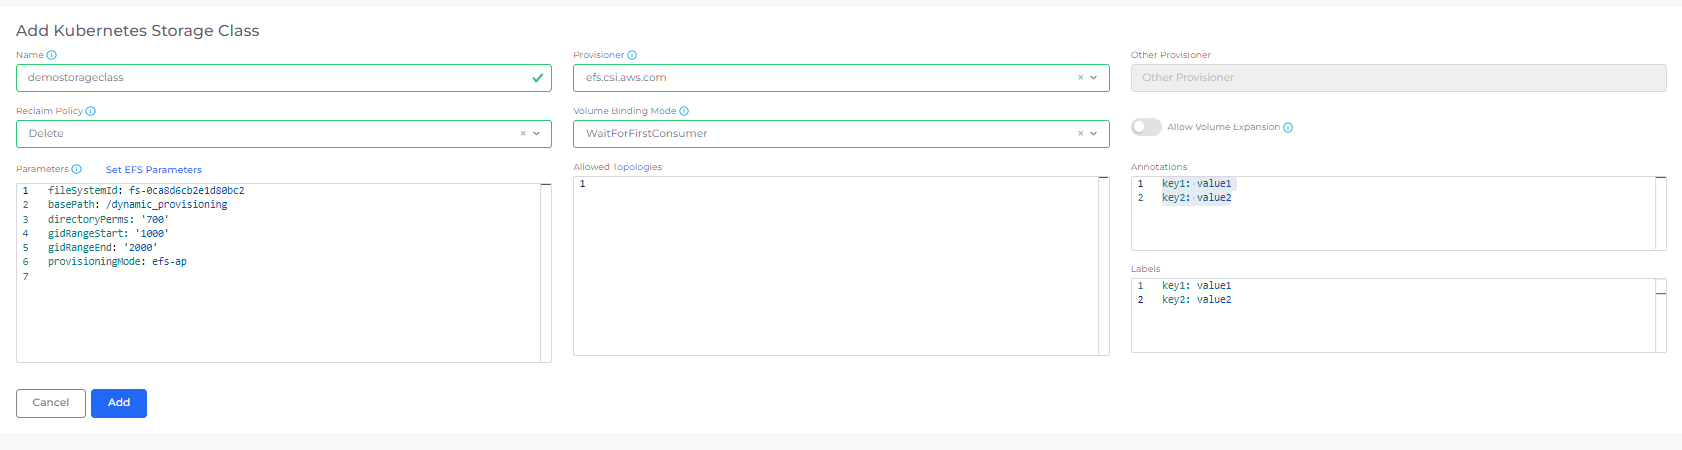 Add Kubernetes Storage Class
Name
demostorageclass
Provisioner
efs.csi.aws.com
Other Provisioner
Other Provisioner
Reclaim Policy
Delete
Volume Binding Mode
WaitForFirstConsumer
Allow Volume Expansion
Parameters Set EFS Parameters
1 fileSystemId: fs-0ca8d6cb2e1d80bc2
2 basePath: /dynamic_provisioning
3 directoryPerms: '700'
4 gidRangeStart: '1000'
5 gidRangeEnd: '2000'
6 provisioningMode: efs-ap
7
Allowed Topologies
1
Annotations
1 key1: value1
2 key2: value2
Labels
1 key1: value1
2 key2: value2
Cancel Add